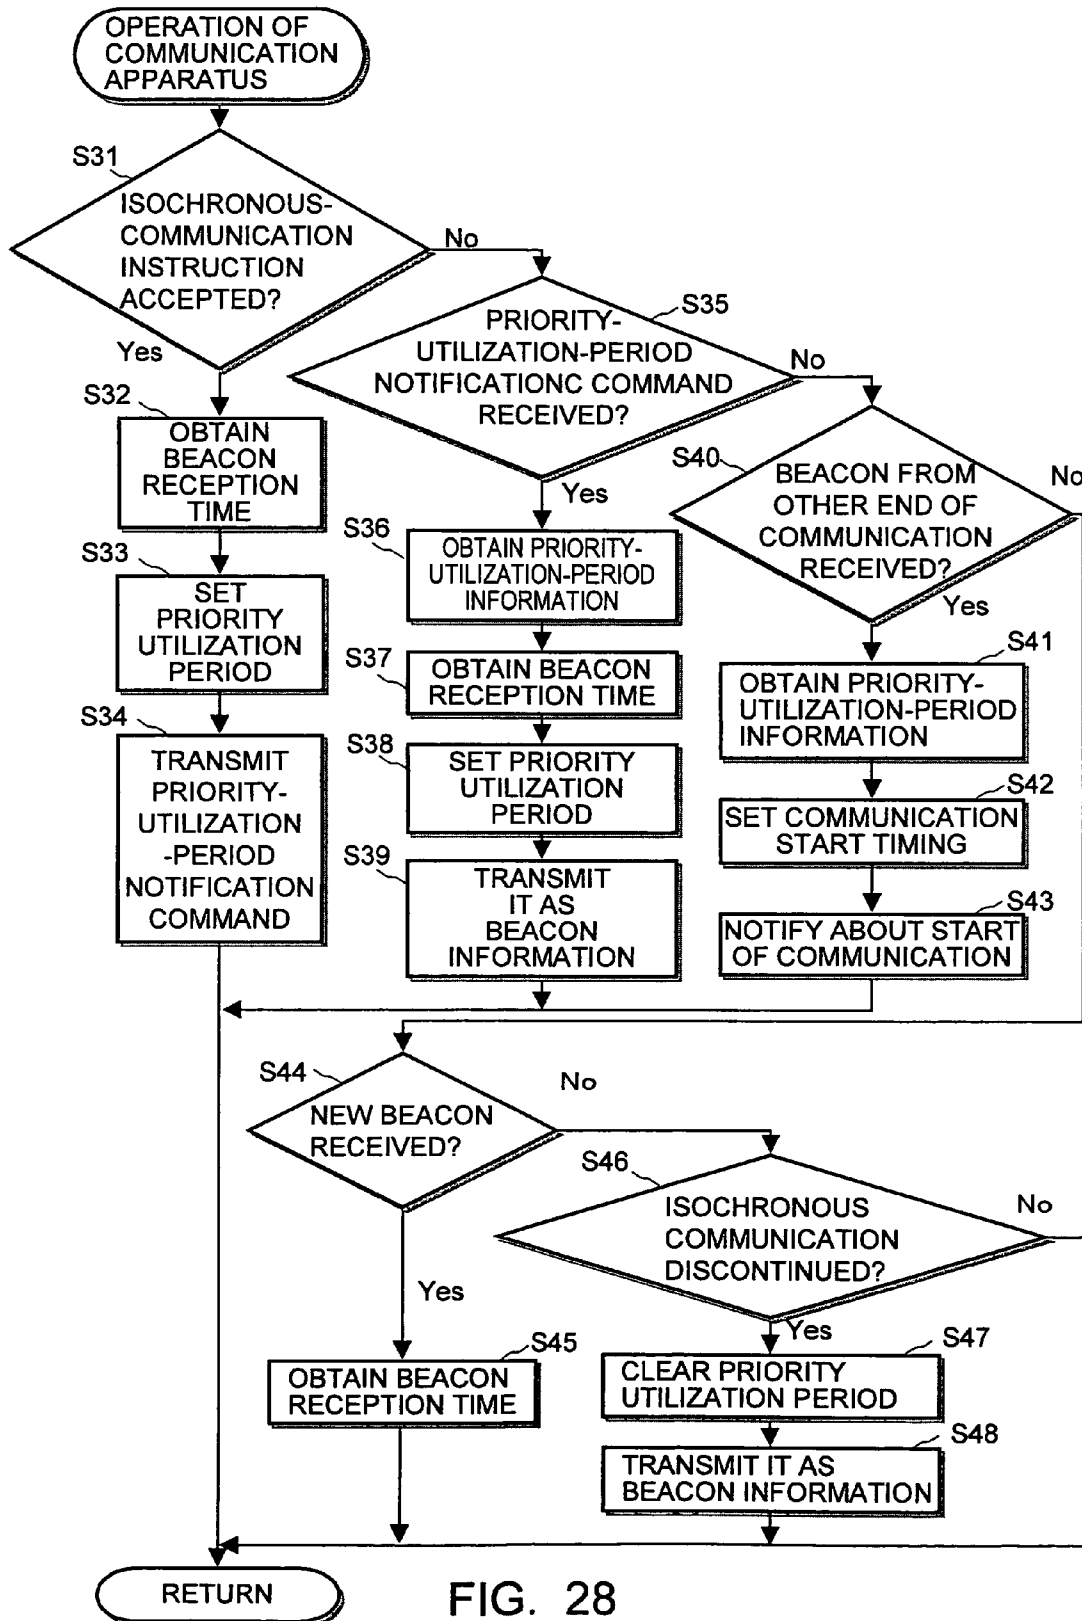 OPERATION OF
COMMUNICATION
APPARATUS
S31
ISOCHRONOUS-
COMMUNICATION
INSTRUCTION
ACCEPTED?
No
Yes
S35
PRIORITY-
UTILIZATION-PERIOD
NOTIFICATIONC COMMAND
RECEIVED?
No
Yes
S32
OBTAIN
BEACON
RECEPTION
TIME
S33
SET
PRIORITY
UTILIZATION
PERIOD
S34
TRANSMIT
PRIORITY-
UTILIZATION
-PERIOD
NOTIFICATION
COMMAND
S36
OBTAIN PRIORITY-
UTILIZATION-PERIOD
INFORMATION
S37
OBTAIN BEACON
RECEPTION TIME
S38
SET PRIORITY
UTILIZATION
PERIOD
S39
TRANSMIT
IT AS
BEACON
INFORMATION
S40
BEACON FROM
OTHER END OF
COMMUNICATION
RECEIVED?
No
Yes
S41
OBTAIN PRIORITY-
UTILIZATION-PERIOD
INFORMATION
S42
SET COMMUNICATION
START TIMING
S43
NOTIFY ABOUT START
OF COMMUNICATION
S44
NEW BEACON
RECEIVED?
No
Yes
S45
OBTAIN BEACON
RECEPTION TIME
S46
ISOCHRONOUS
COMMUNICATION
DISCONTINUED?
No
Yes
S47
CLEAR PRIORITY
UTILIZATION PERIOD
S48
TRANSMIT IT AS
BEACON INFORMATION
RETURN
FIG. 28